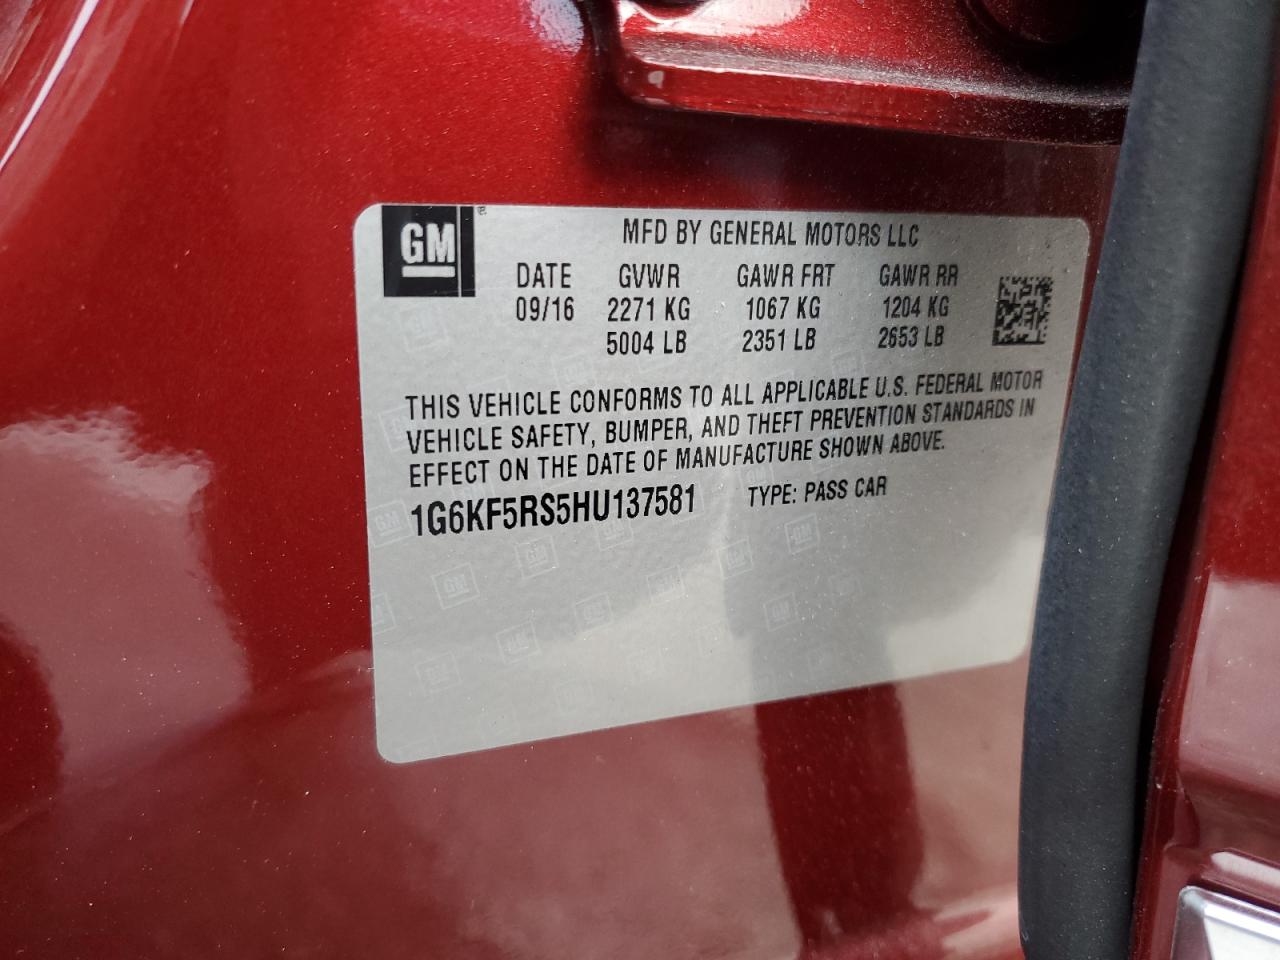 GM
MFD BY GENERAL MOTORS LLC
DATE GVWR GAWR FRT GAWR RR
09/16 2271 KG 1067 KG 1204 KG
5004 LB 2351 LB 2653 LB
THIS VEHICLE CONFORMS TO ALL APPLICABLE U.S. FEDERAL MOTOR
VEHICLE SAFETY, BUMPER, AND THEFT PREVENTION STANDARDS IN
EFFECT ON THE DATE OF MANUFACTURE SHOWN ABOVE.
1G6KF5RS5HU137581 TYPE: PASS CAR